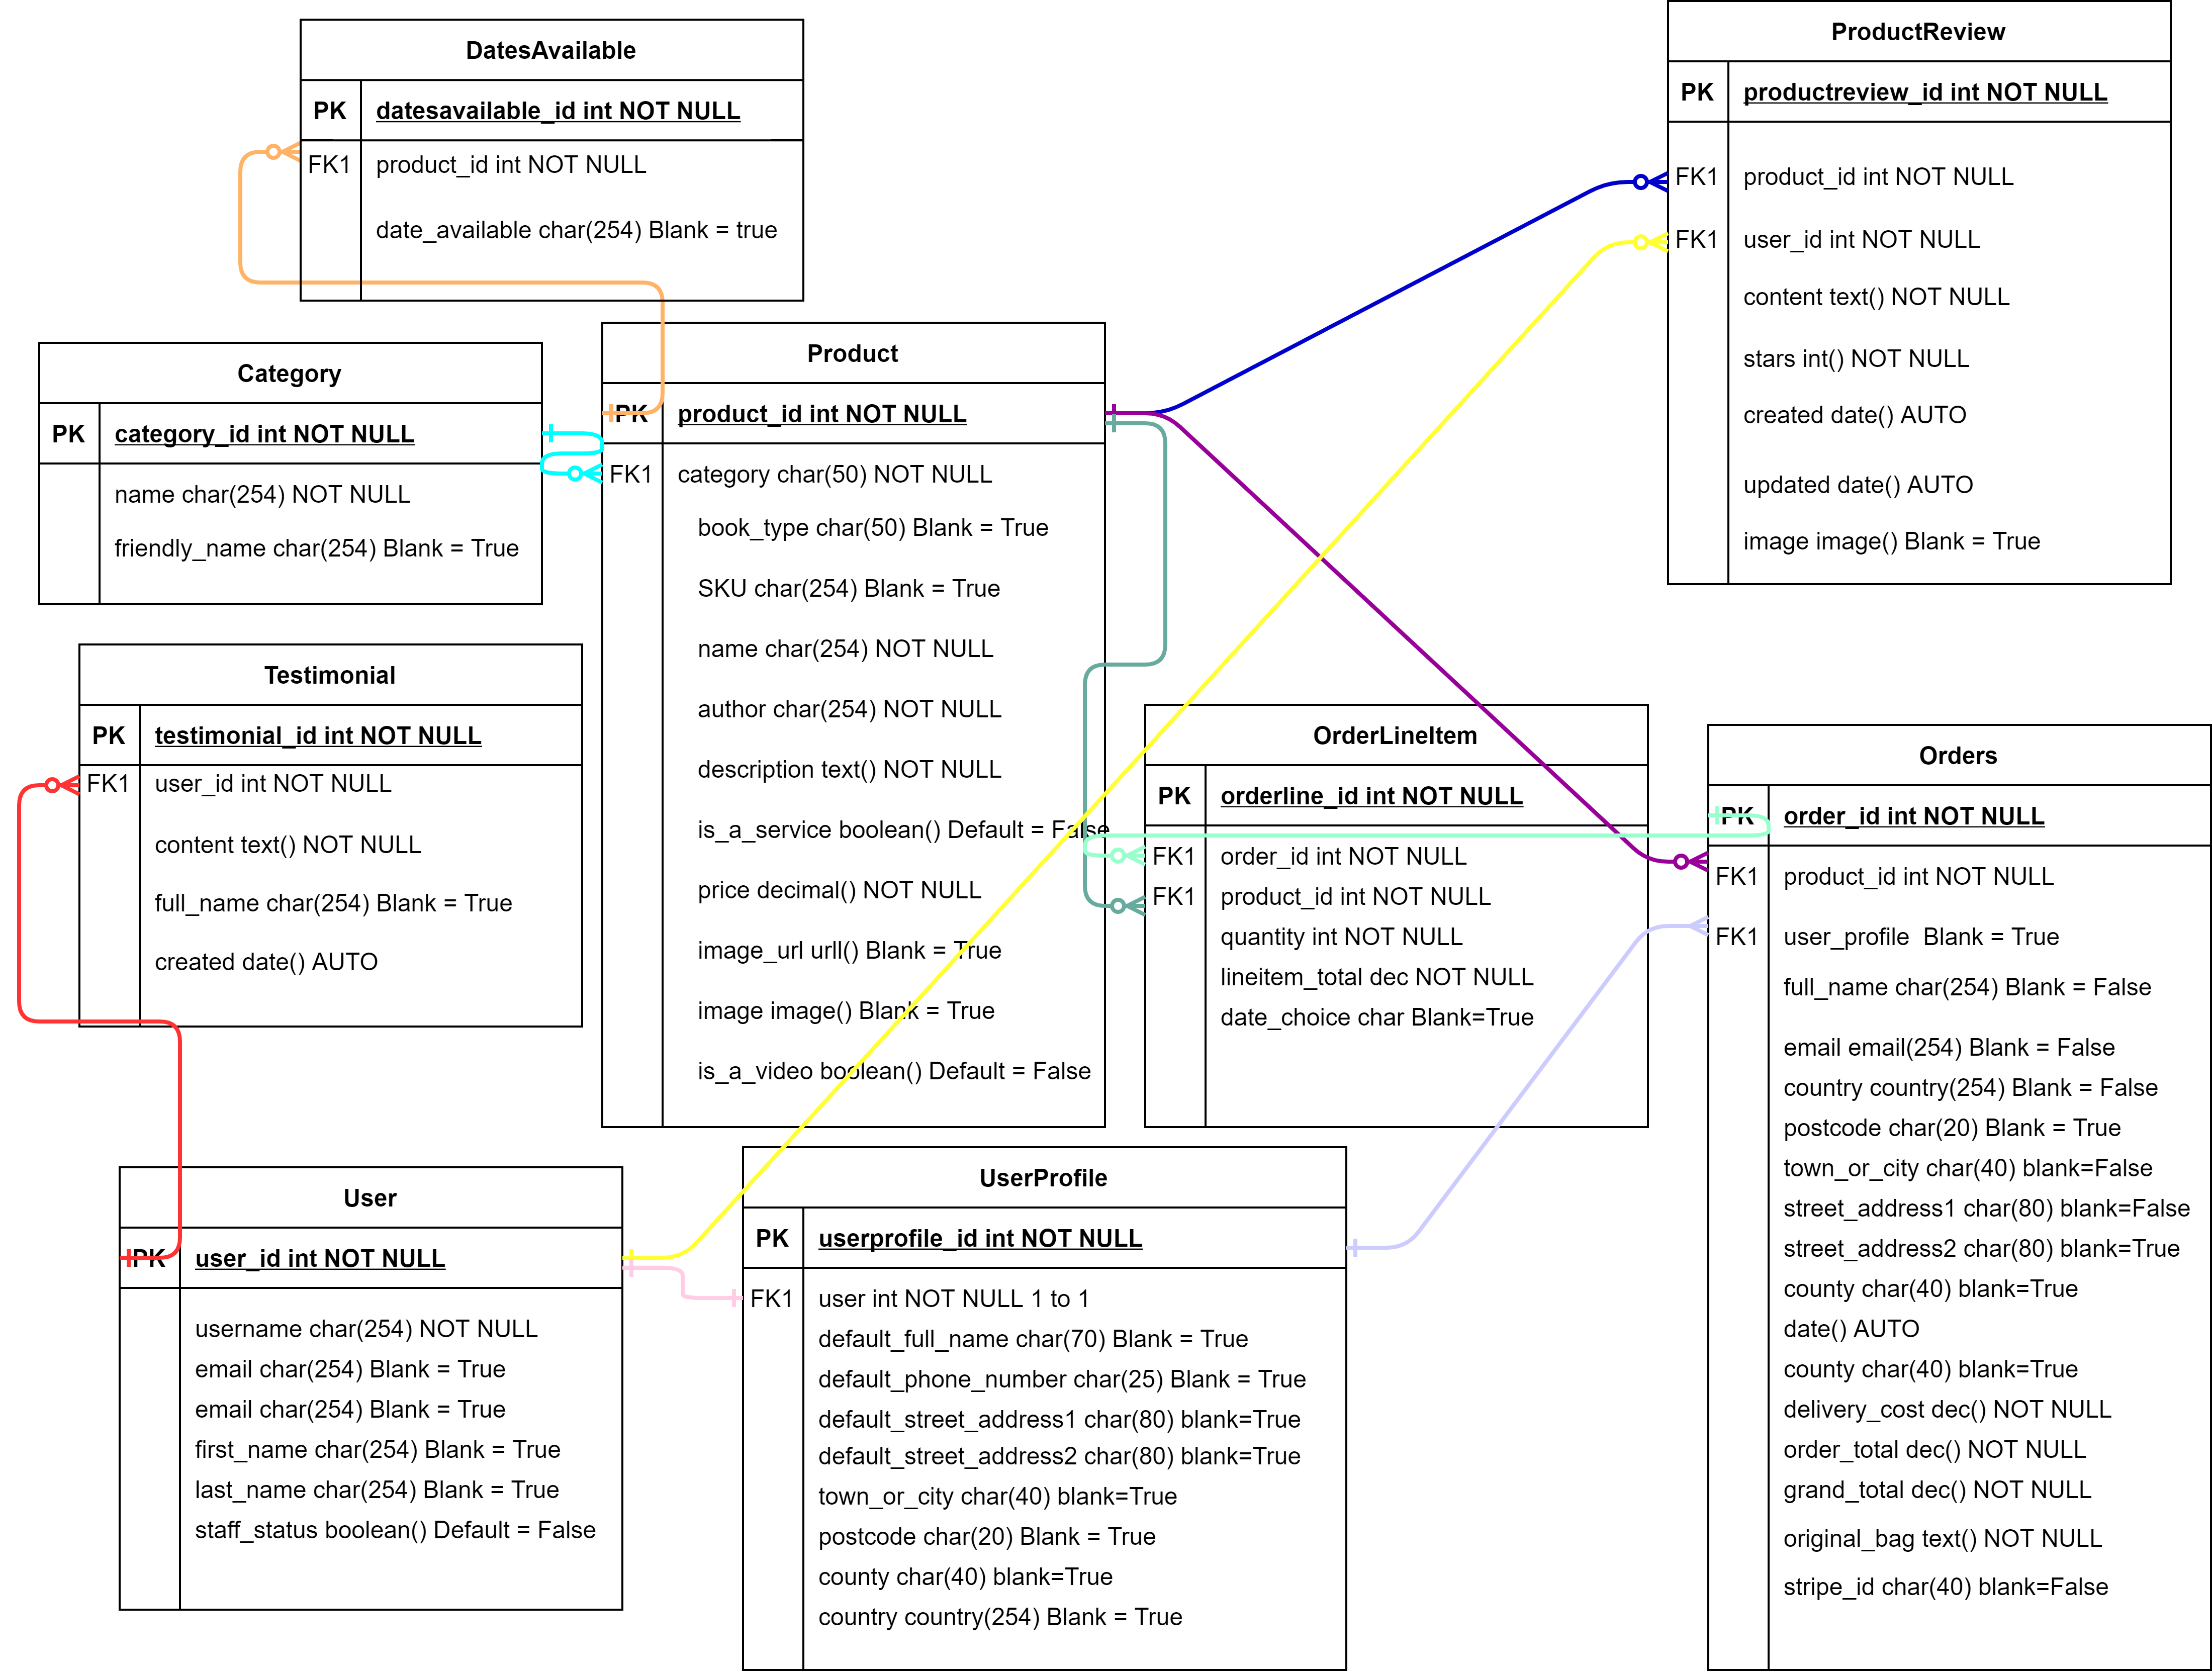 DatesAvailable
PK datesavailable_id int NOT NULL
FK1 product_id int NOT NULL
date_available char(254) Blank = true
ProductReview
PK productreview_id int NOT NULL
FK1 product_id int NOT NULL
FK1 user_id int NOT NULL
content text() NOT NULL
stars int() NOT NULL
created date() AUTO
updated date() AUTO
image image() Blank = True
Category
PK category_id int NOT NULL
name char(254) NOT NULL
friendly_name char(254) Blank = True
Product
PK product_id int NOT NULL
FK1 category char(50) NOT NULL
book_type char(50) Blank = True
SKU char(254) Blank = True
name char(254) NOT NULL
author char(254) NOT NULL
description text() NOT NULL
is_a_service boolean() Default = False
price decimal() NOT NULL
image_url urll() Blank = True
image image() Blank = True
is_a_video boolean() Default = False
Testimonial
PK testimonial_id int NOT NULL
FK1 user_id int NOT NULL
content text() NOT NULL
full_name char(254) Blank = True
created date() AUTO
OrderLineItem
PK orderline_id int NOT NULL
FK1 order_id int NOT NULL
FK1 product_id int NOT NULL
quantity int NOT NULL
lineitem_total dec NOT NULL
date_choice char Blank=True
Orders
PK order_id int NOT NULL
FK1 product_id int NOT NULL
FK1 user_profile  Blank = True
full_name char(254) Blank = False
email email(254) Blank = False
country country(254) Blank = False
postcode char(20) Blank = True
town_or_city char(40) blank=False
street_address1 char(80) blank=False
street_address2 char(80) blank=True
county char(40) blank=True
date() AUTO
county char(40) blank=True
delivery_cost dec() NOT NULL
order_total dec() NOT NULL
grand_total dec() NOT NULL
original_bag text() NOT NULL
stripe_id char(40) blank=False
User
PK user_id int NOT NULL
username char(254) NOT NULL
email char(254) Blank = True
email char(254) Blank = True
first_name char(254) Blank = True
last_name char(254) Blank = True
staff_status boolean() Default = False
UserProfile
PK userprofile_id int NOT NULL
FK1 user int NOT NULL 1 to 1
default_full_name char(70) Blank = True
default_phone_number char(25) Blank = True
default_street_address1 char(80) blank=True
default_street_address2 char(80) blank=True
town_or_city char(40) blank=True
postcode char(20) Blank = True
county char(40) blank=True
country country(254) Blank = True